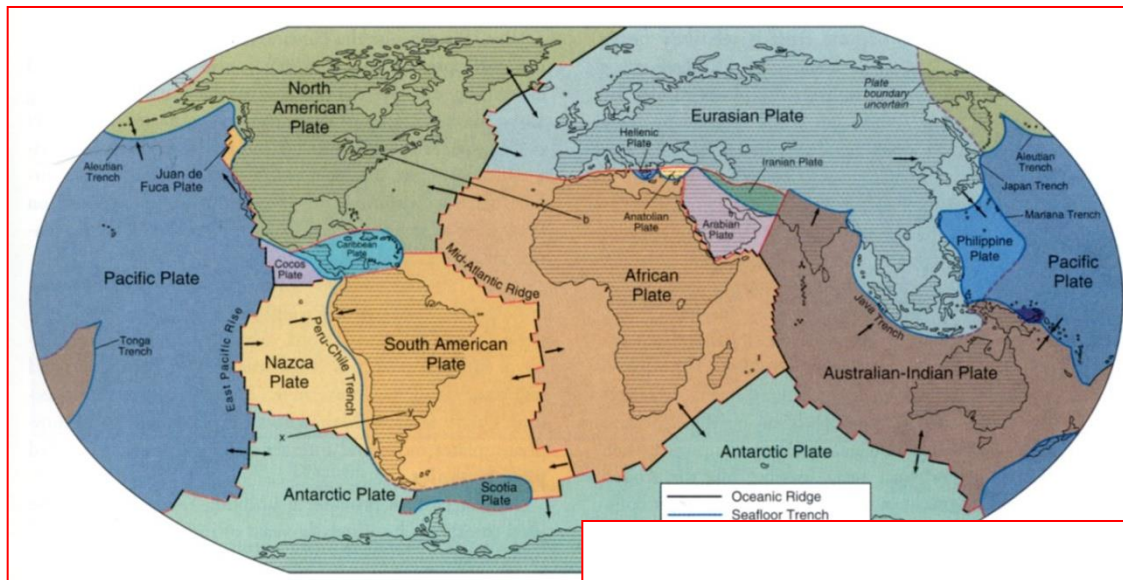 North
American
Plate
Aleutian
Trench
Juan de
Fuca Plate
Pacific Plate
Tonga
Trench
East Pacific Rise
Cocos
Plate
Caribbean
Plate
Nazca
Plate
Peru-Chile Trench
South American
Plate
x
y
a
b
Mid-Atlantic Ridge
African
Plate
Eurasian Plate
Hellenic
Plate
Anatolian
Plate
Iranian Plate
Arabian
Plate
Plate
boundary
uncertain
Aleutian
Trench
Japan Trench
Mariana Trench
Philippine
Plate
Pacific
Plate
Java Trench
Australian-Indian Plate
Antarctic Plate
Scotia
Plate
Antarctic Plate
Oceanic Ridge
Seafloor Trench